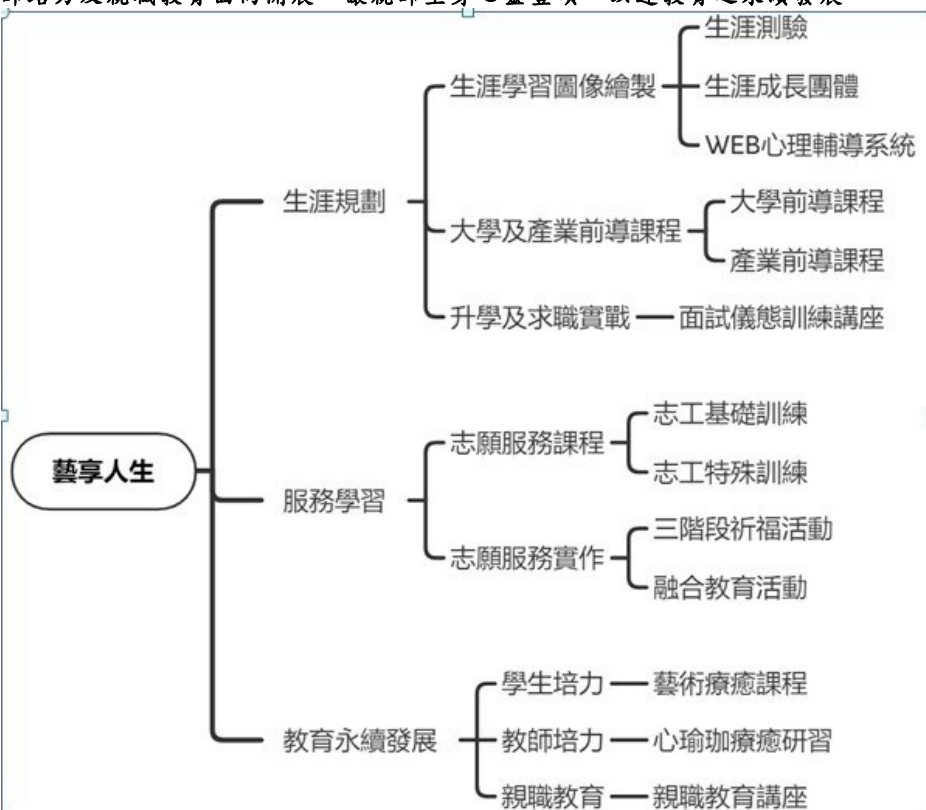 生涯測驗
生涯學習圖像繪製
生涯成長團體
WEB心理輔導系統
生涯規劃
大學前導課程
大學及產業前導課程
產業前導課程
升學及求職實戰
面試儀態訓練講座
藝享人生
志工基礎訓練
志願服務課程
志工特殊訓練
服務學習
三階段祈福活動
志願服務實作
融合教育活動
學生培力
藝術療癒課程
教育永續發展
教師培力
心瑜珈療癒研習
親職教育
親職教育講座